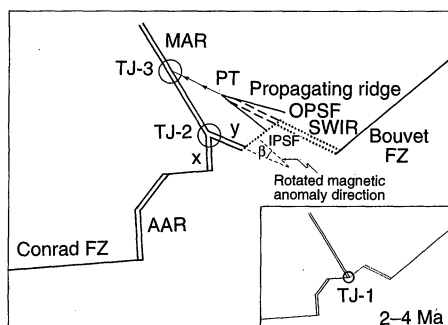 MAR
TJ-3
PT
Propagating ridge
OPSF
SWIR
TJ-2
y
IPSF
Bouvet
FZ
x
β
Rotated magnetic
anomaly direction
AAR
Conrad FZ
TJ-1
2–4 Ma